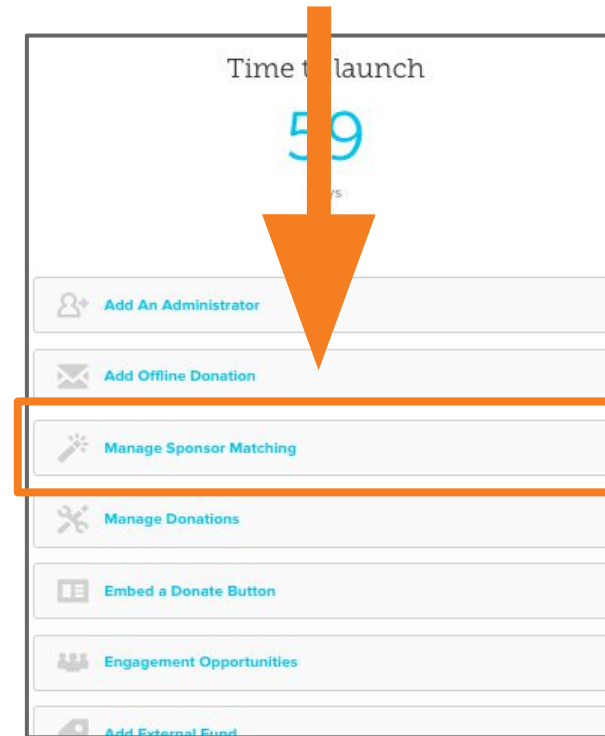 Time t launch
59
ys
Add An Administrator
Add Offline Donation
Manage Sponsor Matching
Manage Donations
Embed a Donate Button
Engagement Opportunities
Add External Fund